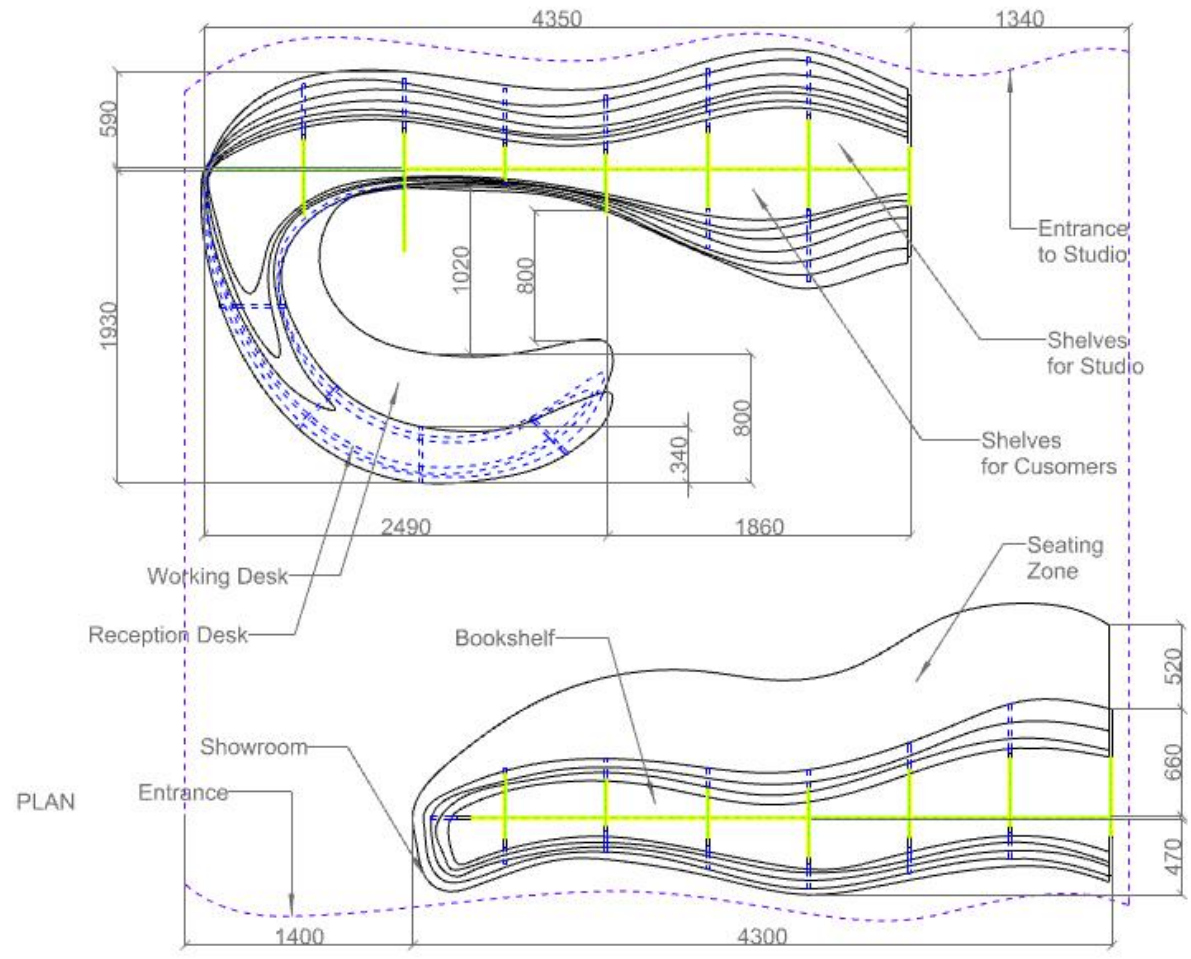 4350
1340
590
Entrance
to Studio
1020
800
1930
Shelves
for Studio
800
340
Shelves
for Cusomers
2490
1860
Seating
Zone
Working Desk
Reception Desk
Bookshelf
520
Showroom
660
Entrance
PLAN
470
1400
4300